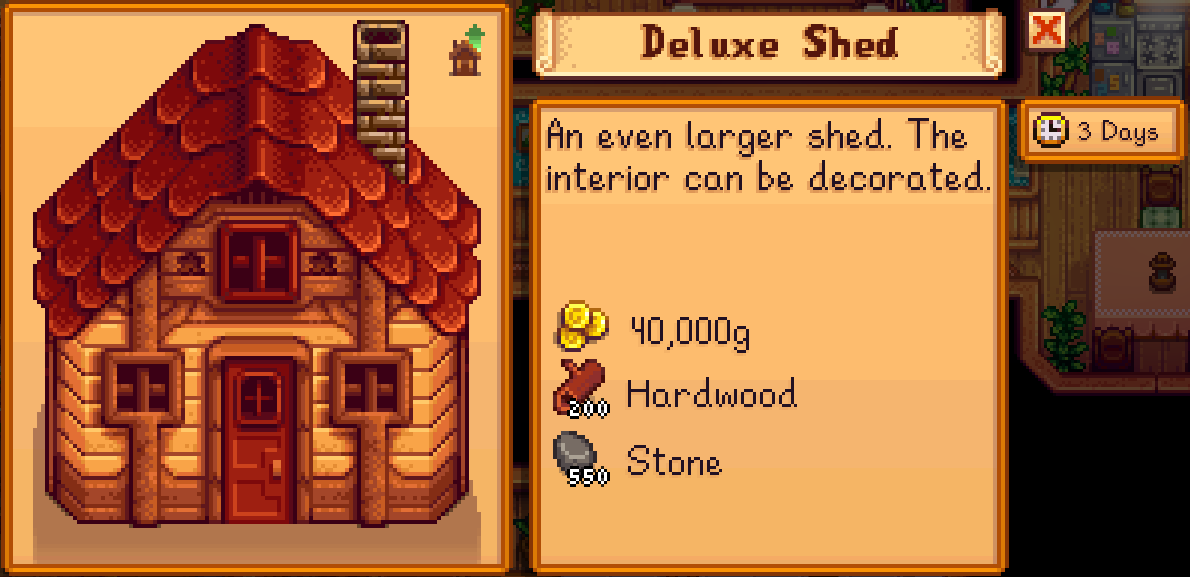 Deluxe Shed
An even larger shed. The
interior can be decorated.
3 Days
40,000g
200 Hardwood
550 Stone